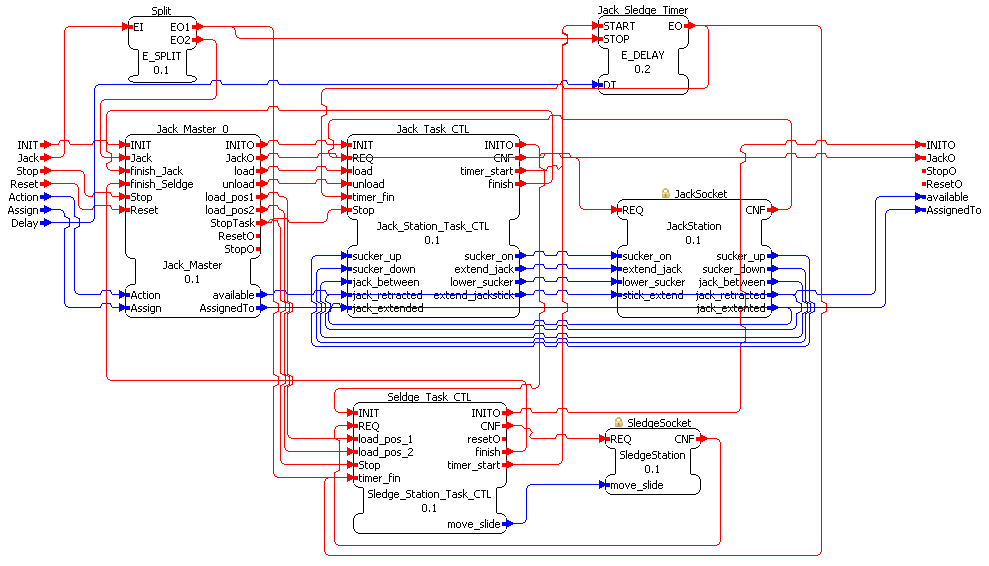 Split
EI
EO1
EO2
E_SPLIT
0.1
Jack_Sledge_Timer
START
EO
STOP
E_DELAY
0.2
DT
INIT
Jack
Stop
Reset
Action
Assign
Delay
Jack_Master_0
INIT
INITO
Jack
JackO
finish_Jack
load
finish_Seldge
unload
Stop
load_pos1
Reset
load_pos2
StopTask
ResetO
StopO
Jack_Master
0.1
Action
available
Assign
AssignedTo
Jack_Task_CTL
INIT
INITO
REQ
CNF
load
timer_start
unload
finish
timer_fin
Stop
Jack_Station_Task_CTL
0.1
sucker_up
sucker_on
sucker_down
extend_jack
jack_between
lower_sucker
jack_retracted
extend_jackstick
jack_extended
JackSocket
REQ
CNF
JackStation
0.1
sucker_on
sucker_up
extend_jack
sucker_down
lower_sucker
jack_between
stick_extend
jack_retracted
jack_extented
INITO
JackO
StopO
ResetO
available
AssignedTo
Seldge_Task_CTL
INIT
INITO
REQ
CNF
load_pos_1
resetO
load_pos_2
finish
Stop
timer_start
timer_fin
Sledge_Station_Task_CTL
0.1
move_slide
SledgeSocket
REQ
CNF
SledgeStation
0.1
move_slide